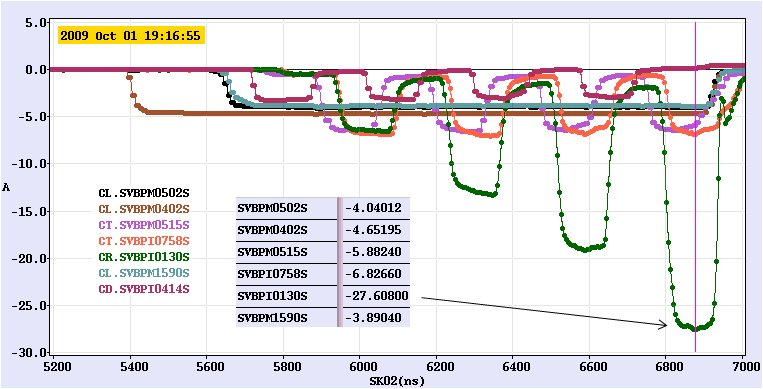 2009 Oct 01 19:16:55
5.0
0.0
-5.0
-10.0
-15.0
-20.0
-25.0
-30.0
A
CL.SVBPM0502S
CL.SVBPM0402S
CT.SVBPM0515S
CT.SVBPI0758S
CR.SVBPI0130S
CL.SVBPM1590S
CD.SVBPI0414S
SVBPM0502S -4.04012
SVBPM0402S -4.65195
SVBPM0515S -5.88240
SVBPI0758S -6.82660
SVBPI0130S -27.60800
SVBPM1590S -3.89040
5200 5400 5600 5800 6000 6200 6400 6600 6800 7000
SK02(ns)